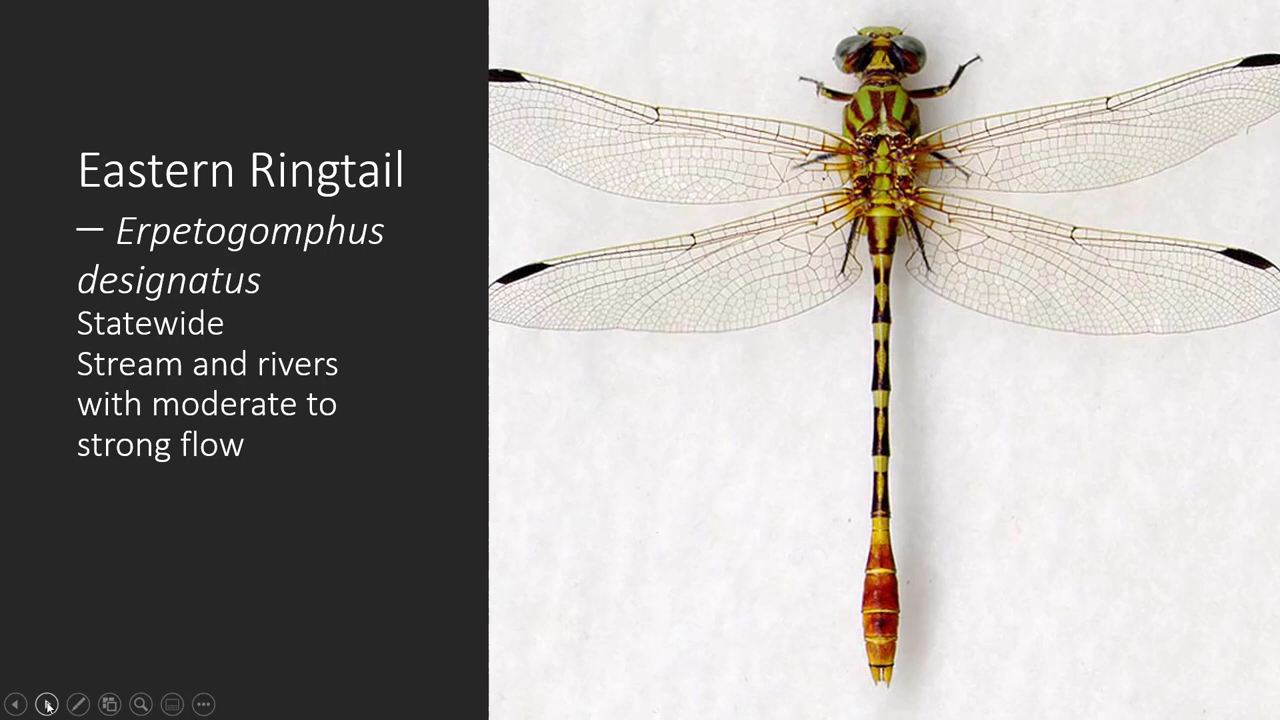 Eastern Ringtail
– Erpetogomphus
designatus
Statewide
Stream and rivers
with moderate to
strong flow